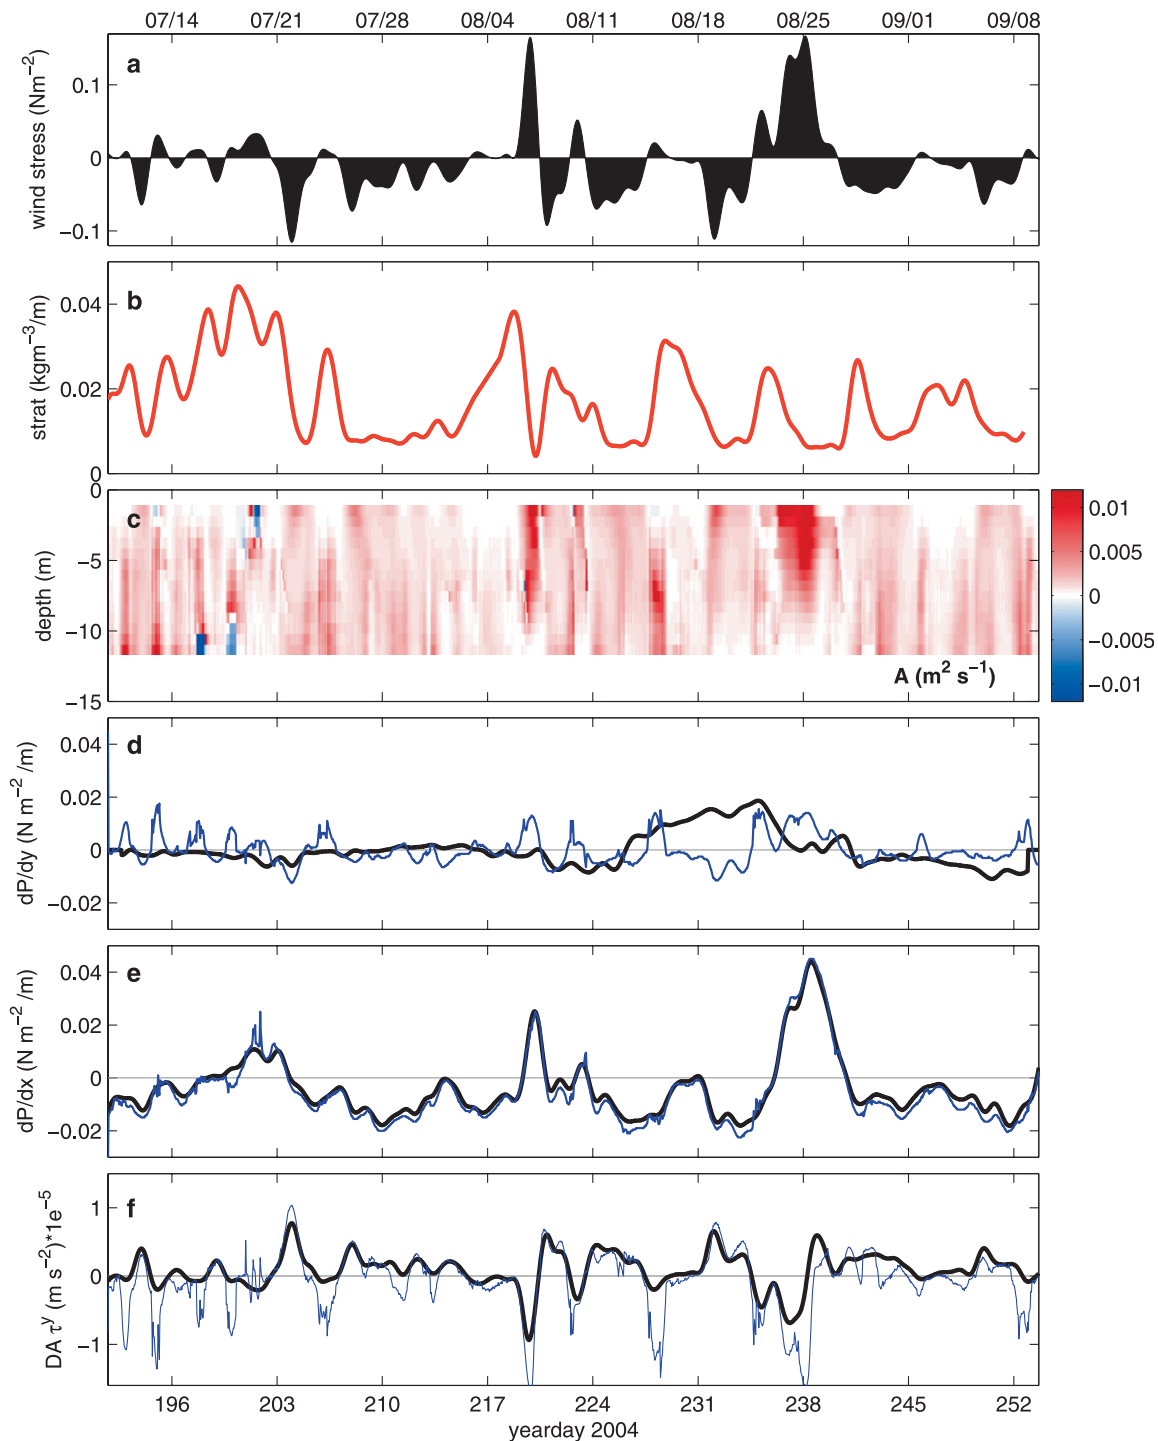 07/14 07/21 07/28 08/04 08/11 08/18 08/25 09/01 09/08
a
wind stress (Nm−2)
0.1
0
−0.1
b
strat (kgm−3/m)
0.04
0.02
0
c
depth (m)
0
−5
−10
−15
A (m2 s−1)
0.01
0.005
0
−0.005
−0.01
d
dP/dy (N m−2 /m)
0.04
0.02
0
−0.02
e
dP/dx (N m−2 /m)
0.04
0.02
0
−0.02
f
DA τy (m s−2)*1e−5
1
0
−1
196 203 210 217 224 231 238 245 252
yearday 2004